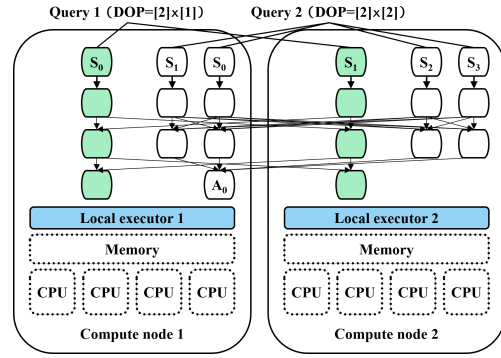 Query 1（DOP=[2]×[1]） Query 2（DOP=[2]×[2]）
S₀ S₁ S₀ S₁ S₂ S₃
A₀
Local executor 1 Local executor 2
Memory Memory
CPU CPU CPU CPU CPU CPU CPU CPU
Compute node 1 Compute node 2